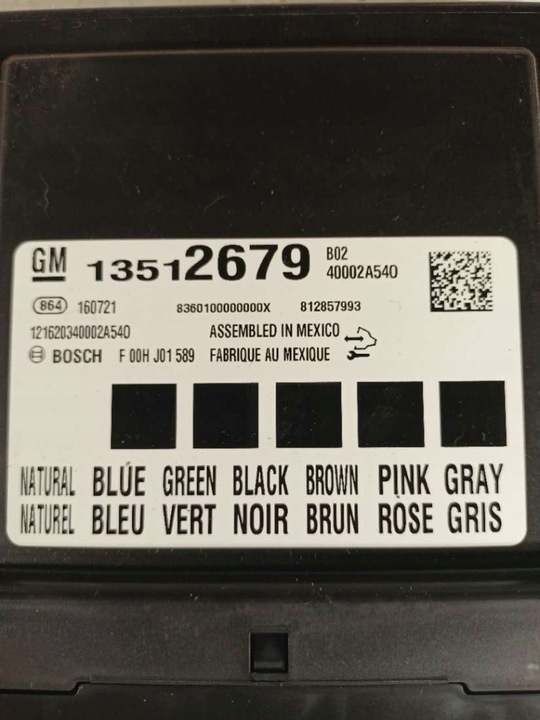 GM 13512679 B02
40002A540
864 160721 8360100000000X 812857993
121620340002A540 ASSEMBLED IN MEXICO
BOSCH F 00H J01 589 FABRIQUE AU MEXIQUE
NATURAL BLUE GREEN BLACK BROWN PINK GRAY
NATUREL BLEU VERT NOIR BRUN ROSE GRIS